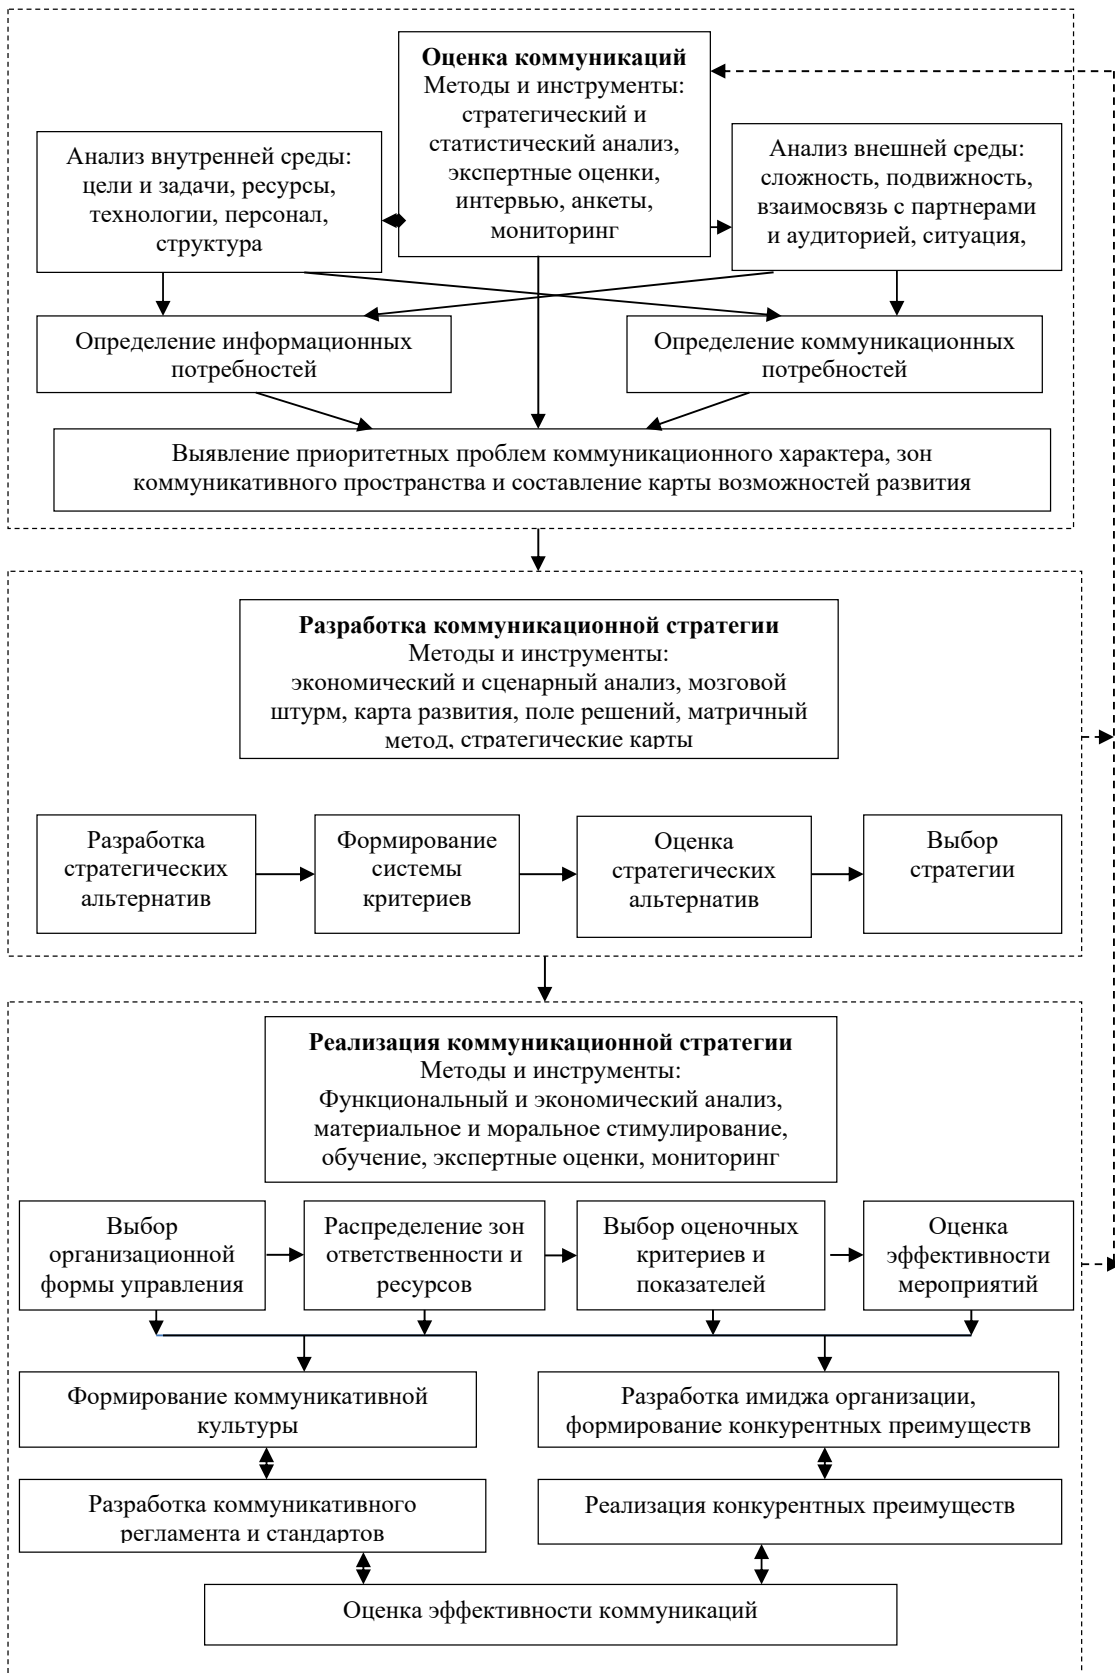 Оценка коммуникаций
Методы и инструменты:
стратегический и
статистический анализ,
экспертные оценки,
интервью, анкеты,
мониторинг
Анализ внутренней среды:
цели и задачи, ресурсы,
технологии, персонал,
структура
Анализ внешней среды:
сложность, подвижность,
взаимосвязь с партнерами
и аудиторией, ситуация,
Определение информационных
потребностей
Определение коммуникационных
потребностей
Выявление приоритетных проблем коммуникационного характера, зон
коммуникативного пространства и составление карты возможностей развития
Разработка коммуникационной стратегии
Методы и инструменты:
экономический и сценарный анализ, мозговой
штурм, карта развития, поле решений, матричный
метод, стратегические карты
Разработка
стратегических
альтернатив
Формирование
системы
критериев
Оценка
стратегических
альтернатив
Выбор
стратегии
Реализация коммуникационной стратегии
Методы и инструменты:
Функциональный и экономический анализ,
материальное и моральное стимулирование,
обучение, экспертные оценки, мониторинг
Выбор
организационной
формы управления
Распределение зон
ответственности и
ресурсов
Выбор оценочных
критериев и
показателей
Оценка
эффективности
мероприятий
Формирование коммуникативной
культуры
Разработка имиджа организации,
формирование конкурентных преимуществ
Разработка коммуникативного
регламента и стандартов
Реализация конкурентных преимуществ
Оценка эффективности коммуникаций